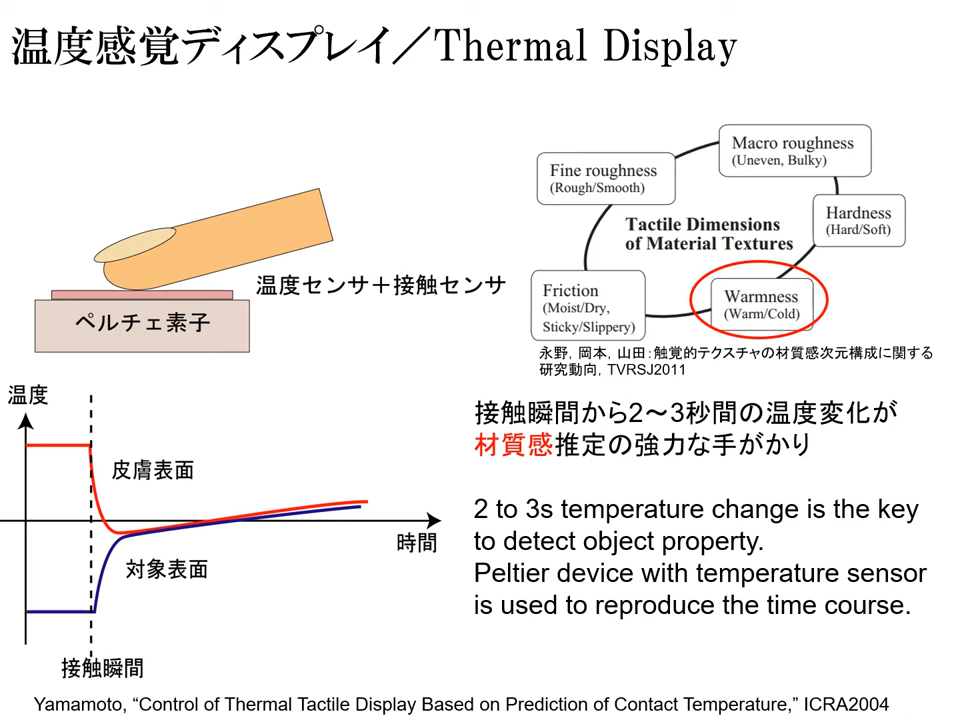 温度感覚ディスプレイ／Thermal Display
Macro roughness
(Uneven, Bulky)
Fine roughness
(Rough/Smooth)
Hardness
(Hard/Soft)
Tactile Dimensions
of Material Textures
Warmness
(Warm/Cold)
Friction
(Moist/Dry,
Sticky/Slippery)
温度センサ＋接触センサ
ペルチェ素子
永野, 岡本, 山田：触覚的テクスチャの材質感次元構成に関する
研究動向, TVRSJ2011
温度
皮膚表面
時間
対象表面
接触瞬間
接触瞬間から2～3秒間の温度変化が
材質感推定の強力な手がかり
2 to 3s temperature change is the key
to detect object property.
Peltier device with temperature sensor
is used to reproduce the time course.
Yamamoto, “Control of Thermal Tactile Display Based on Prediction of Contact Temperature,” ICRA2004